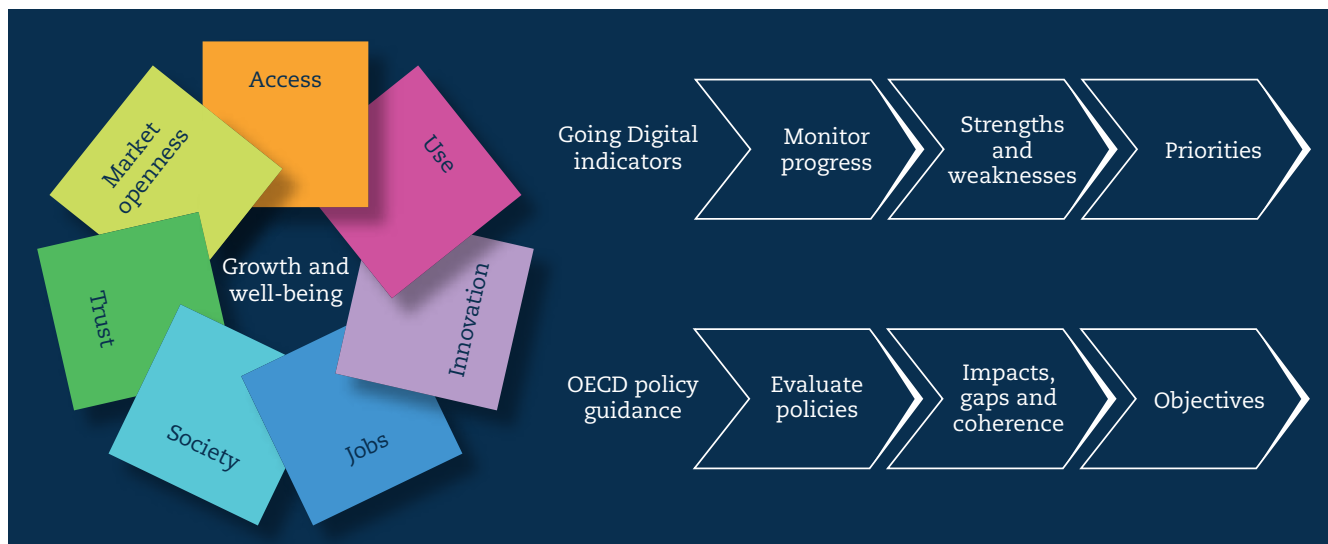 Access
Use
Innovation
Jobs
Society
Trust
Market
openness
Growth and
well-being
Going Digital
indicators
Monitor
progress
Strengths
and
weaknesses
Priorities
OECD policy
guidance
Evaluate
policies
Impacts,
gaps and
coherence
Objectives